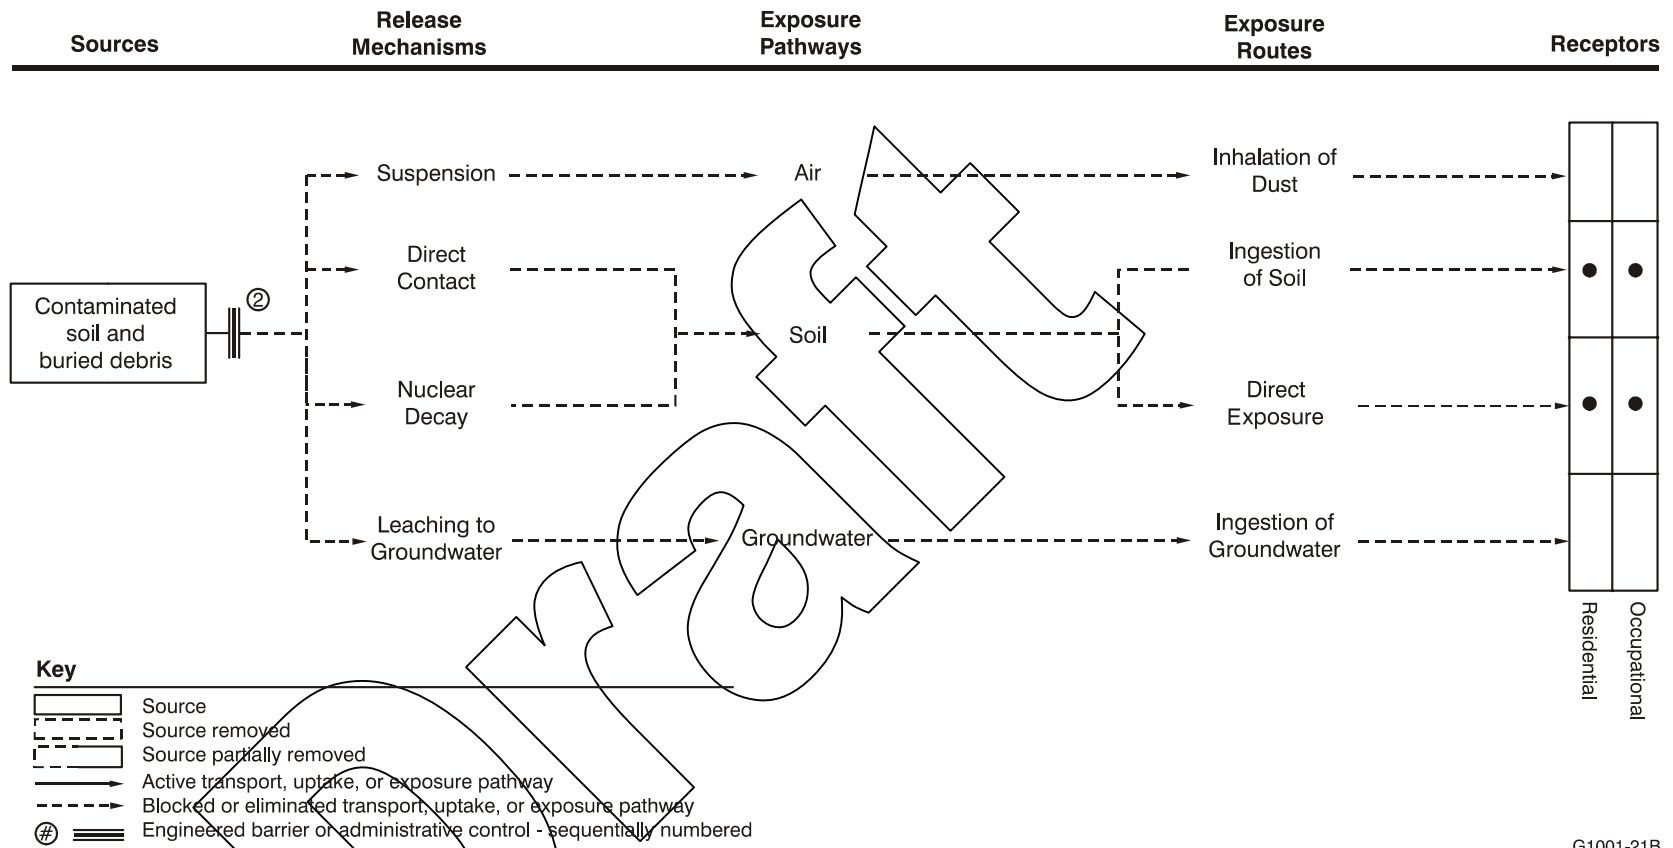 Sources
Release
Mechanisms
Exposure
Pathways
Exposure
Routes
Receptors
Suspension
Air
Inhalation of
Dust
Direct
Contact
Ingestion
of Soil
Contaminated
soil and
buried debris
2
Soil
Nuclear
Decay
Direct
Exposure
Leaching to
Groundwater
Groundwater
Ingestion of
Groundwater
Residential
Occupational
Key
Source
Source removed
Source partially removed
Active transport, uptake, or exposure pathway
Blocked or eliminated transport, uptake, or exposure pathway
# Engineered barrier or administrative control - sequentially numbered
G1001-21B
Draft